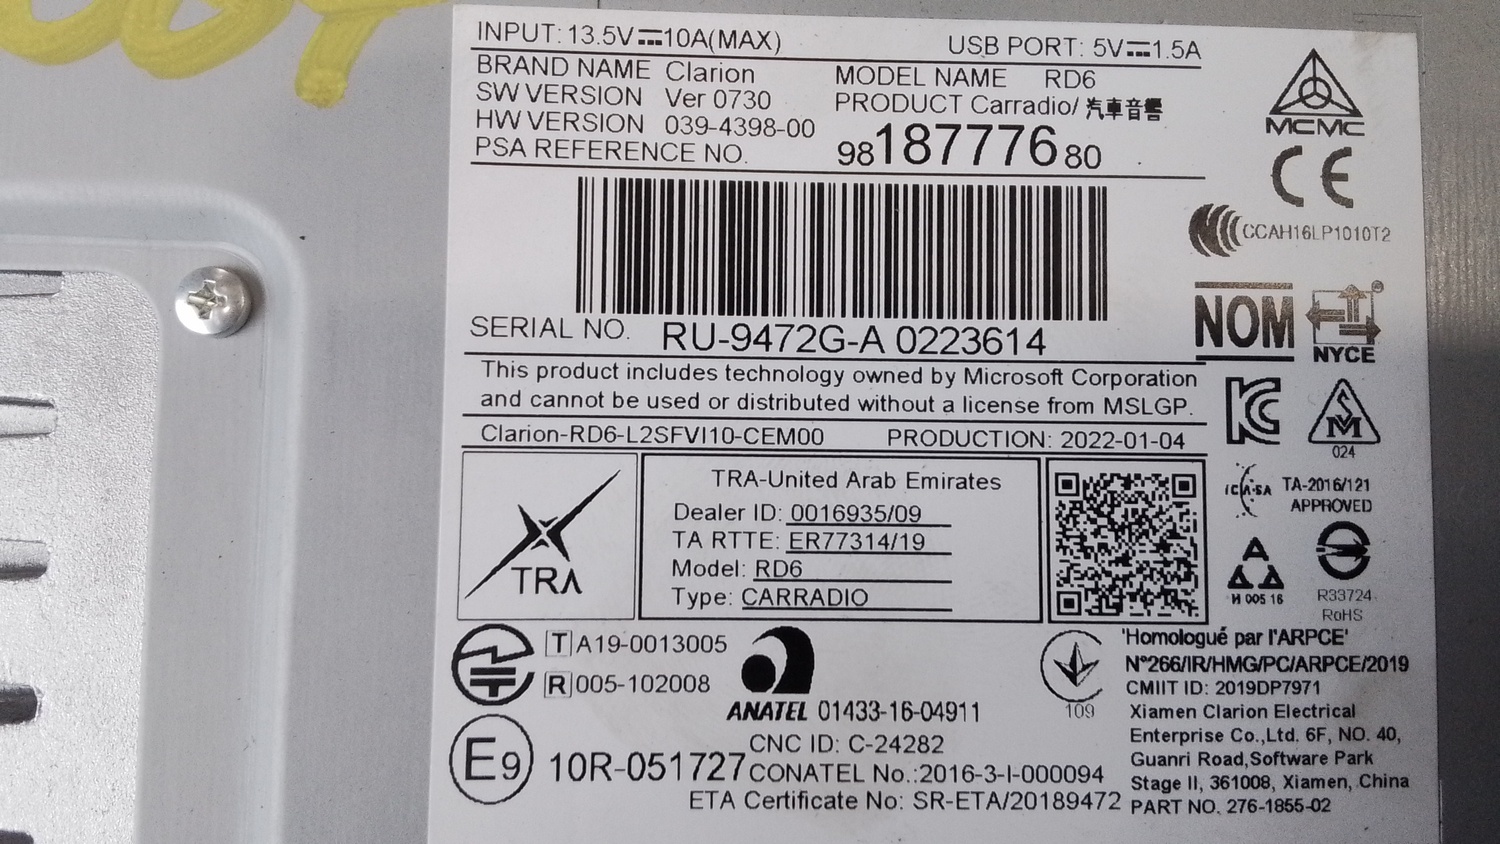 INPUT: 13.5V⎓10A(MAX) USB PORT: 5V⎓1.5A
BRAND NAME Clarion MODEL NAME RD6
SW VERSION Ver 0730 PRODUCT Carradio/ 汽車音響
HW VERSION 039-4398-00
PSA REFERENCE NO. 9818777680
MCMC
CE
CCAH16LP1010T2
SERIAL NO. RU-9472G-A 0223614
NOM
NYCE
This product includes technology owned by Microsoft Corporation
and cannot be used or distributed without a license from MSLGP.
Clarion-RD6-L2SFVI10-CEM00 PRODUCTION: 2022-01-04
024
TRA
TRA-United Arab Emirates
Dealer ID: 0016935/09
TA RTTE: ER77314/19
Model: RD6
Type: CARRADIO
ICASA TA-2016/121
APPROVED
H 005 16
R33724
RoHS
T A19-0013005
R 005-102008
ANATEL 01433-16-04911
109
'Homologué par l'ARPCE'
N°266/IR/HMG/PC/ARPCE/2019
CMIIT ID: 2019DP7971
Xiamen Clarion Electrical
Enterprise Co.,Ltd. 6F, NO. 40,
Guanri Road,Software Park
Stage II, 361008, Xiamen, China
PART NO. 276-1855-02
E9 10R-051727
CNC ID: C-24282
CONATEL No.:2016-3-I-000094
ETA Certificate No: SR-ETA/20189472